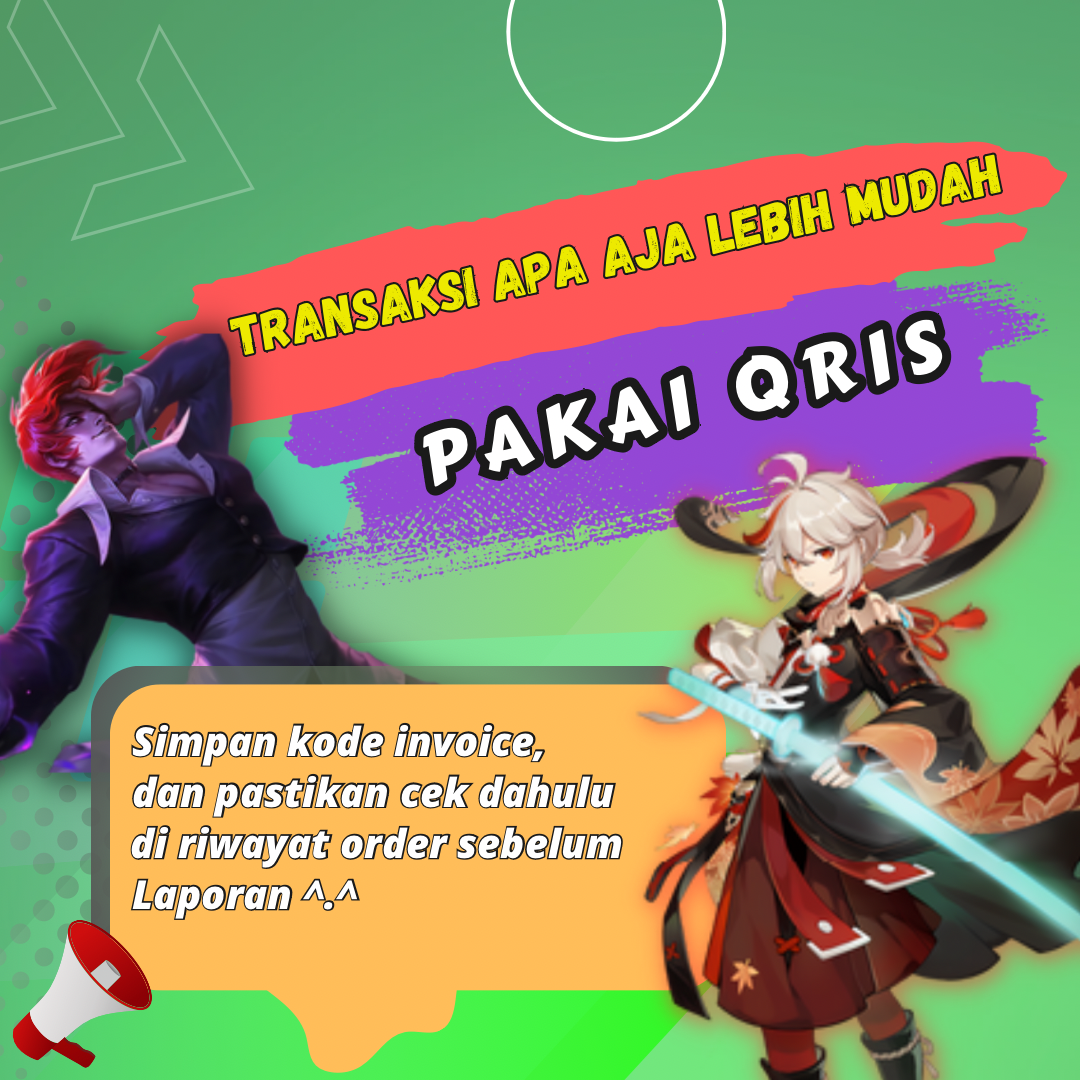 TRANSAKSI APA AJA LEBIH MUDAH
PAKAI QRIS
Simpan kode invoice,
dan pastikan cek dahulu
di riwayat order sebelum
Laporan ^.^